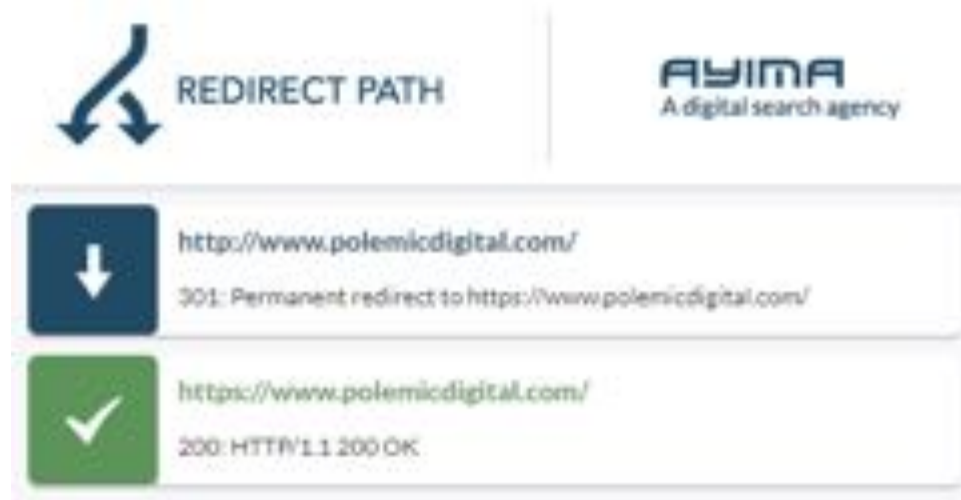 REDIRECT PATH
AYIMA
A digital search agency
http://www.polemicdigital.com/
301: Permanent redirect to https://www.polemicdigital.com/
https://www.polemicdigital.com/
200: HTTP/1.1 200 OK